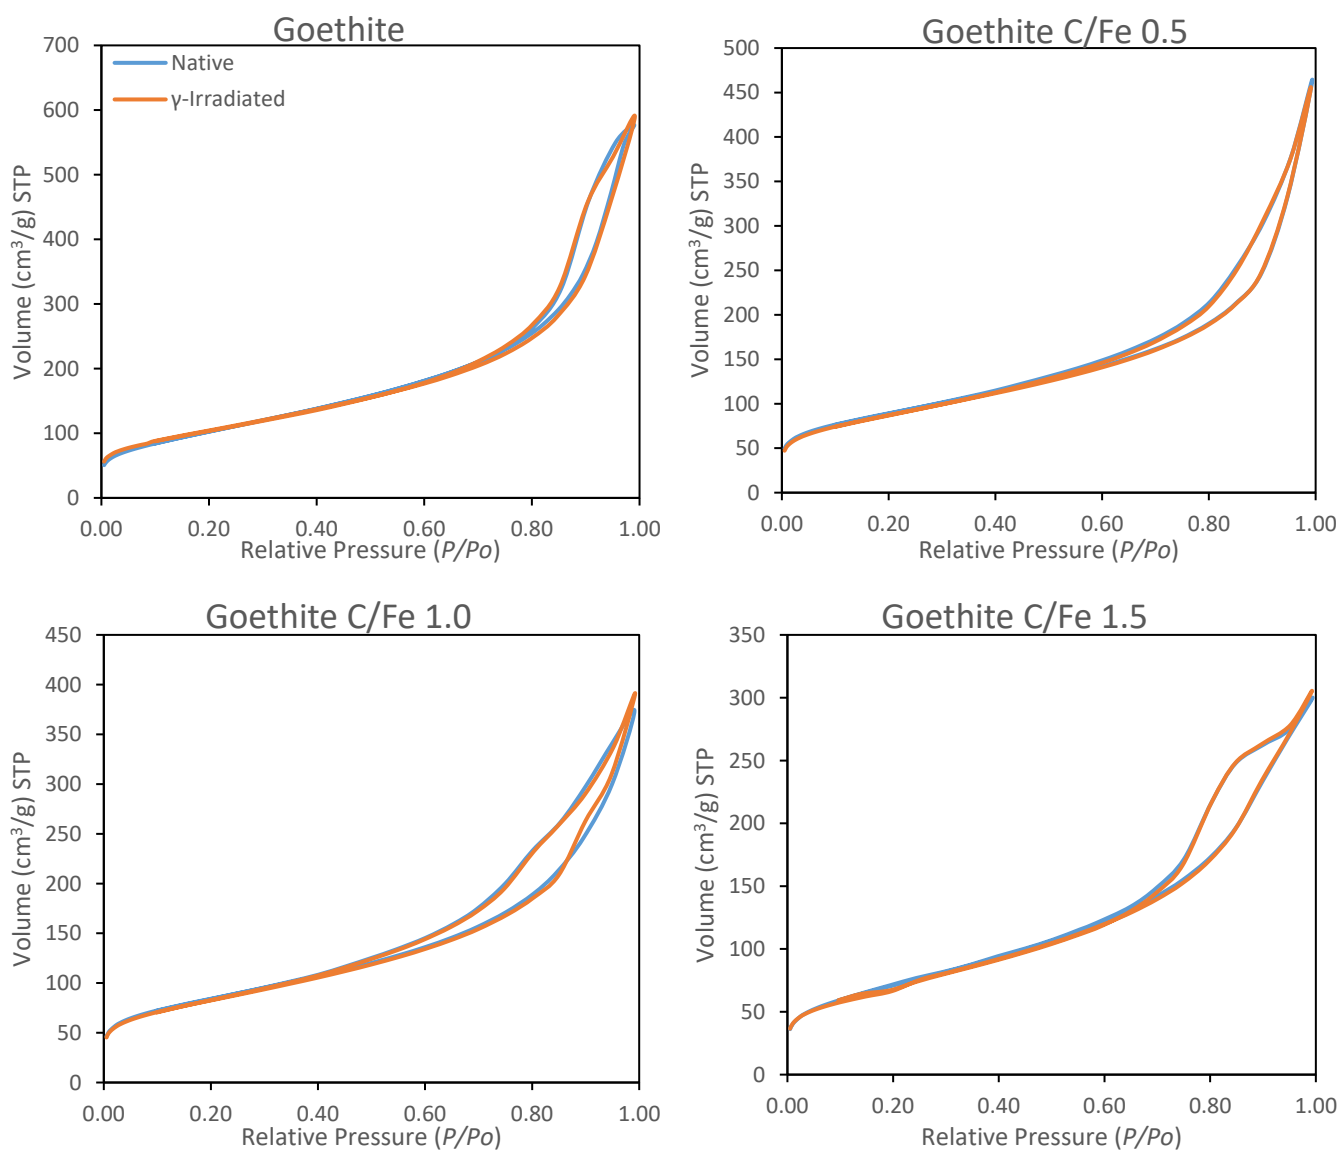 Goethite
700
600
500
400
300
200
100
0
Volume (cm³/g) STP
Native
γ-Irradiated
0.00 0.20 0.40 0.60 0.80 1.00
Relative Pressure (P/Po)
Goethite C/Fe 0.5
500
450
400
350
300
250
200
150
100
50
0
Volume (cm³/g) STP
0.00 0.20 0.40 0.60 0.80 1.00
Relative Pressure (P/Po)
Goethite C/Fe 1.0
450
400
350
300
250
200
150
100
50
0
Volume (cm³/g) STP
0.00 0.20 0.40 0.60 0.80 1.00
Relative Pressure (P/Po)
Goethite C/Fe 1.5
350
300
250
200
150
100
50
0
Volume (cm³/g) STP
0.00 0.20 0.40 0.60 0.80 1.00
Relative Pressure (P/Po)